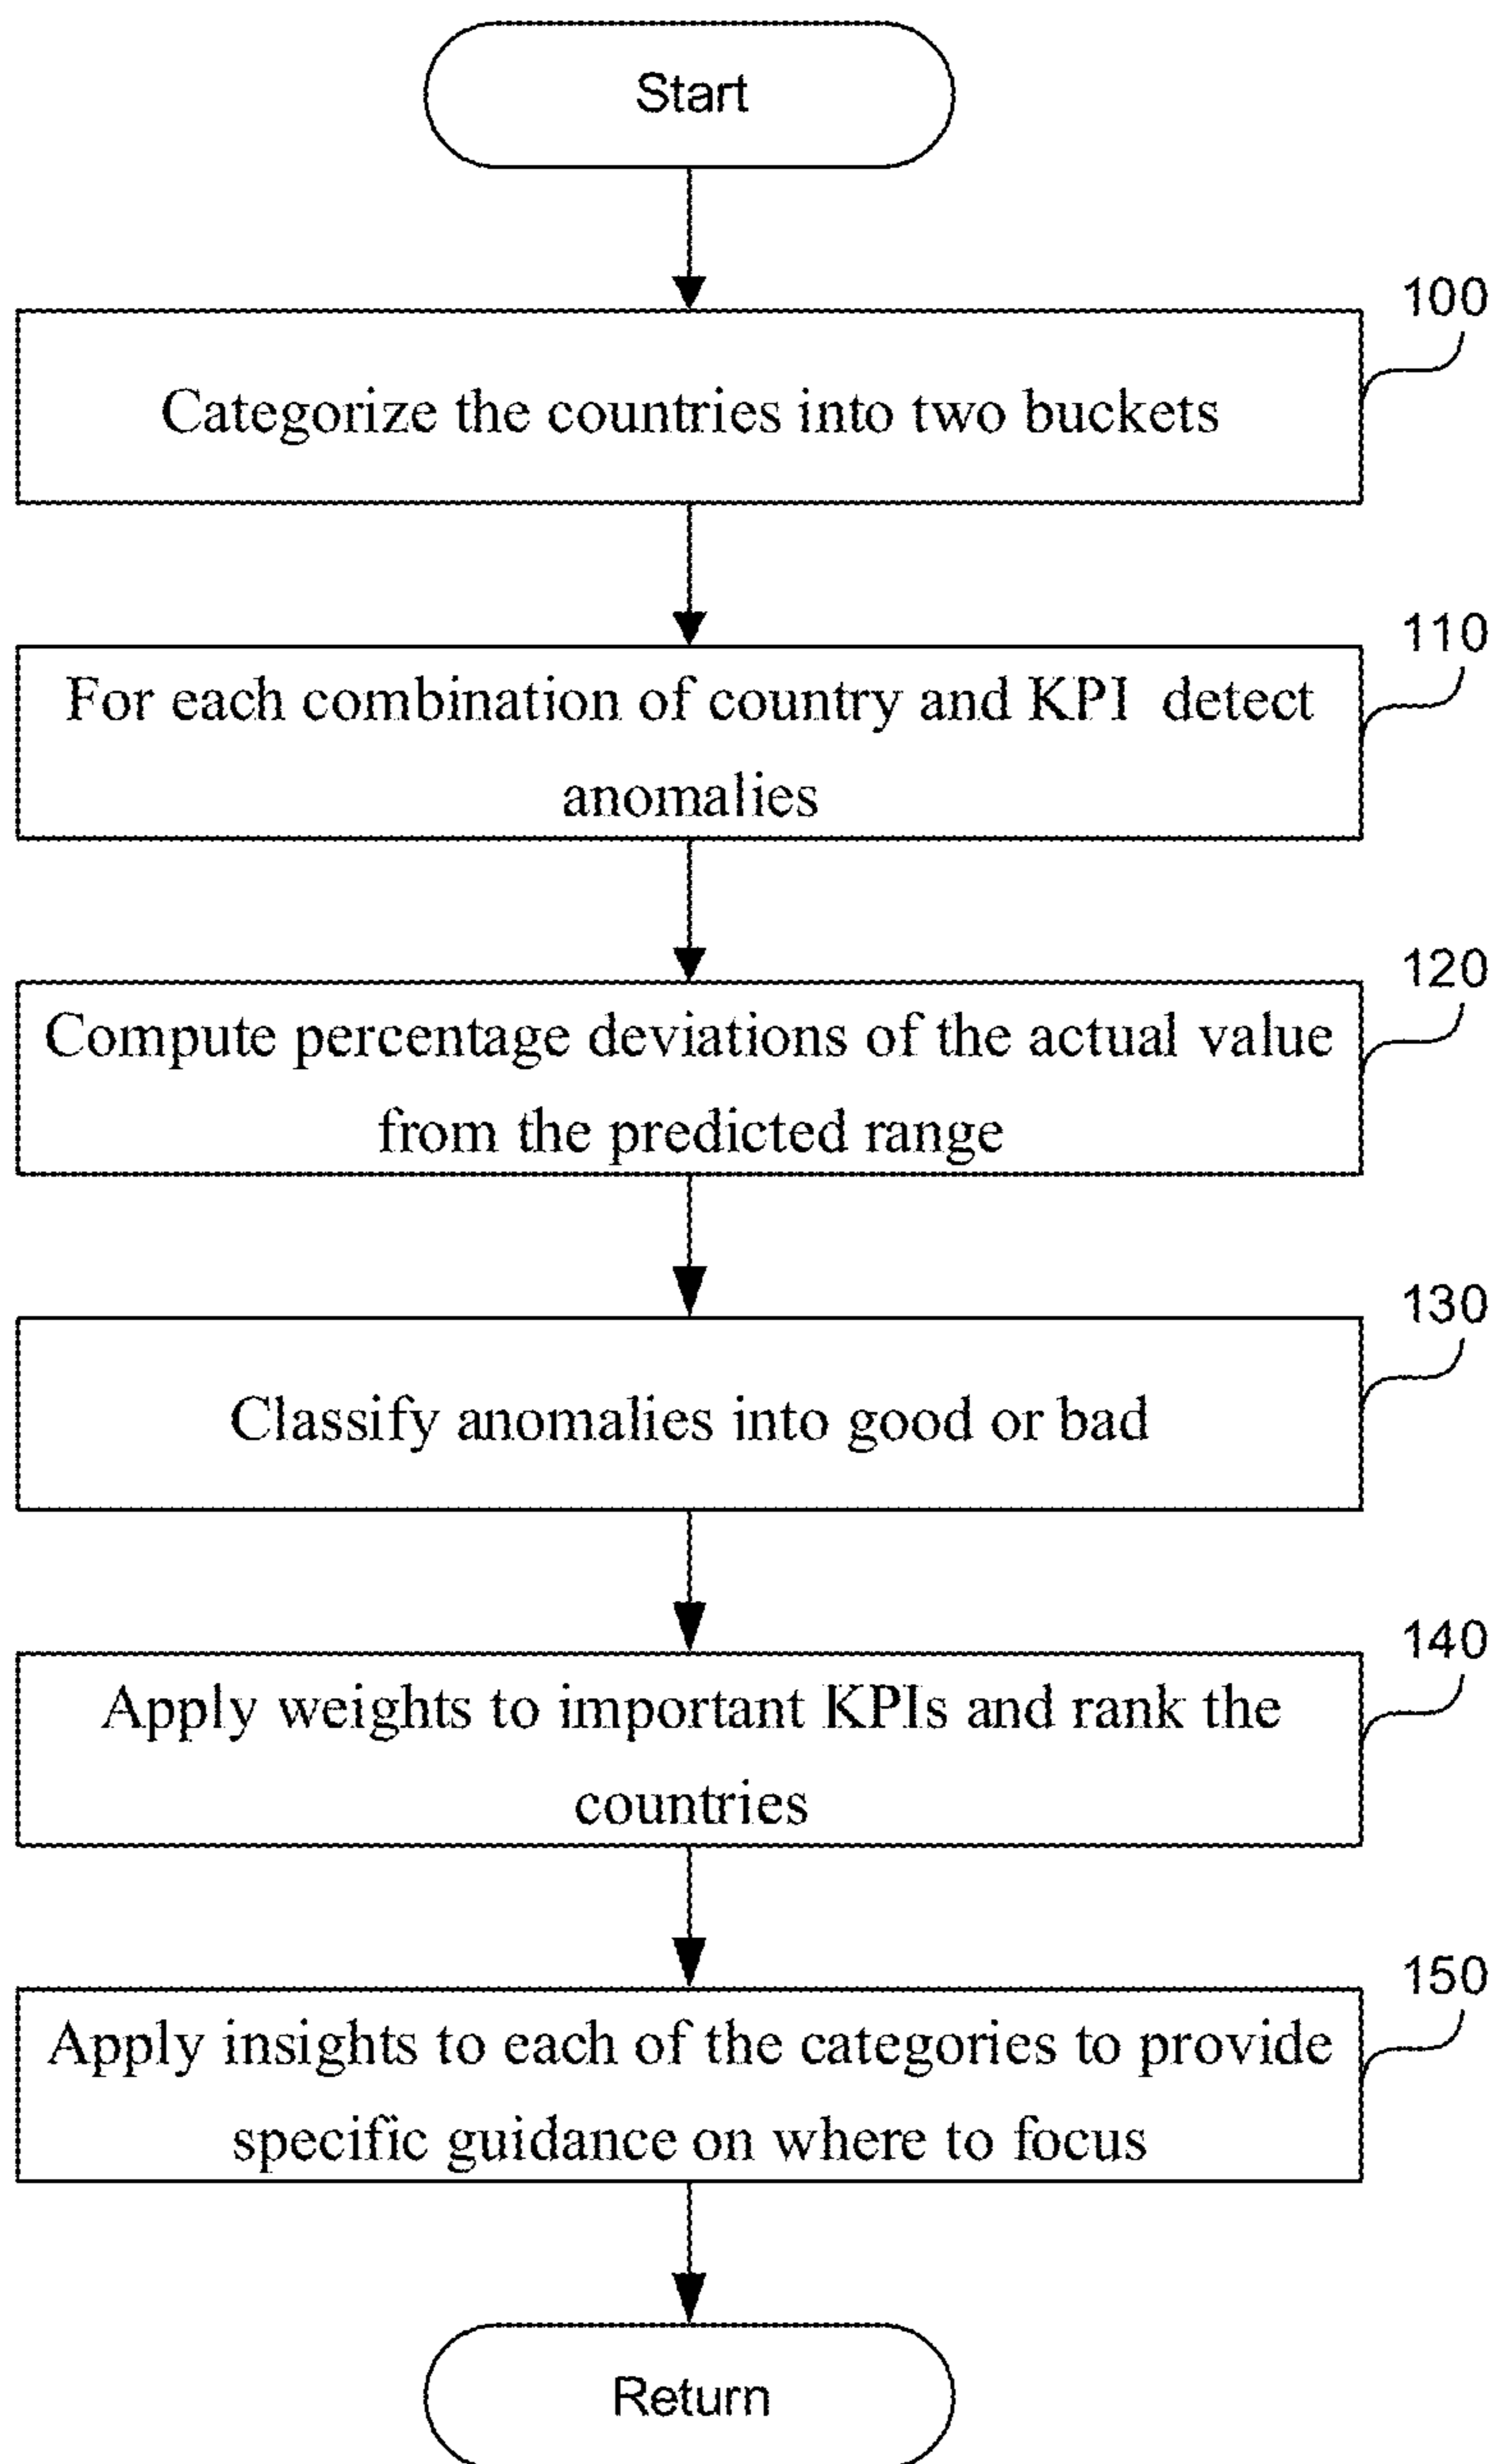 Start
100
Categorize the countries into two buckets
110
For each combination of country and KPI detect
anomalies
120
Compute percentage deviations of the actual value
from the predicted range
130
Classify anomalies into good or bad
140
Apply weights to important KPIs and rank the
countries
150
Apply insights to each of the categories to provide
specific guidance on where to focus
Return